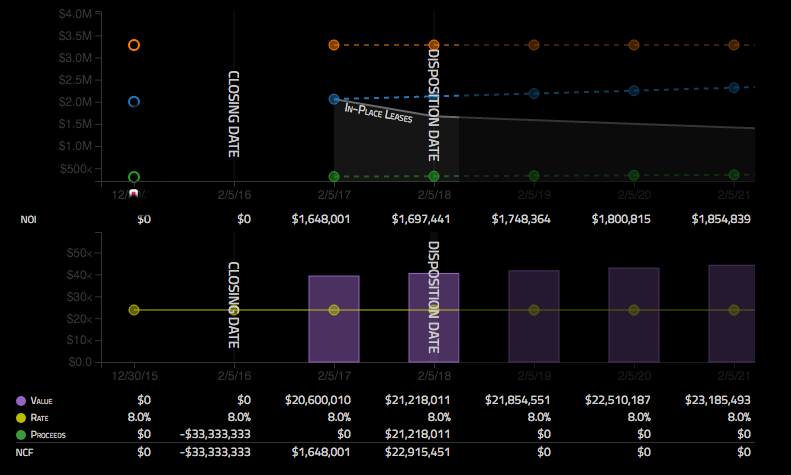 $4.0M
$3.5M
$3.0M
$2.5M
$2.0M
$1.5M
$1.0M
$500K
CLOSING DATE
DISPOSITION DATE
In-Place Leases
2/5/16 2/5/17 2/5/18 2/5/19 2/5/20 2/5/21
NOI $0 $0 $1,648,001 $1,697,441 $1,748,364 $1,800,815 $1,854,839
$50K
$40K
$30K
$20K
$10K
$0.0
CLOSING DATE
DISPOSITION DATE
12/30/15 2/5/16 2/5/17 2/5/18 2/5/19 2/5/20 2/5/21
Value $0 $0 $20,600,010 $21,218,011 $21,854,551 $22,510,187 $23,185,493
Rate 8.0% 8.0% 8.0% 8.0% 8.0% 8.0% 8.0%
Proceeds $0 -$33,333,333 $0 $21,218,011 $0 $0 $0
NCF $0 -$33,333,333 $1,648,001 $22,915,451 $0 $0 $0